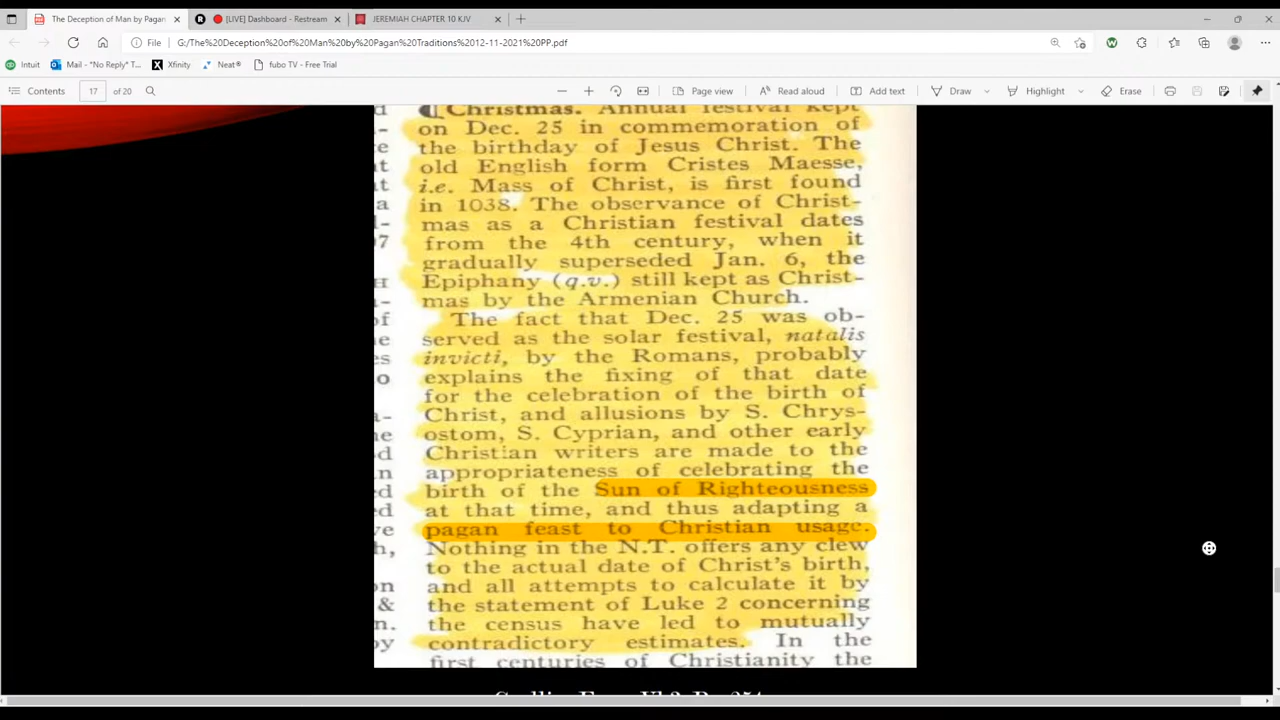 The Deception of Man by Pagan
[LIVE] Dashboard - Restream
JEREMIAH CHAPTER 10 KJV
File
G:/The%20Deception%20of%20Man%20by%20Pagan%20Traditions%2012-11-2021%20PP.pdf
Intuit
Mail - "No Reply" T...
Xfinity
Neat®
fubo TV - Free Trial
Contents
17
of 20
Page view
Read aloud
Add text
Draw
Highlight
Erase
Christmas. Annual festival kept
on Dec. 25 in commemoration of
the birthday of Jesus Christ. The
old English form Cristes Maesse,
i.e. Mass of Christ, is first found
in 1038. The observance of Christ-
mas as a Christian festival dates
from the 4th century, when it
gradually superseded Jan. 6, the
Epiphany (q.v.) still kept as Christ-
mas by the Armenian Church.
The fact that Dec. 25 was ob-
served as the solar festival, natalis
invicti, by the Romans, probably
explains the fixing of that date
for the celebration of the birth of
Christ, and allusions by S. Chrys-
ostom, S. Cyprian, and other early
Christian writers are made to the
appropriateness of celebrating the
birth of the Sun of Righteousness
at that time, and thus adapting a
pagan feast to Christian usage.
Nothing in the N.T. offers any clew
to the actual date of Christ's birth,
and all attempts to calculate it by
the statement of Luke 2 concerning
the census have led to mutually
contradictory estimates. In the
first centuries of Christianity the